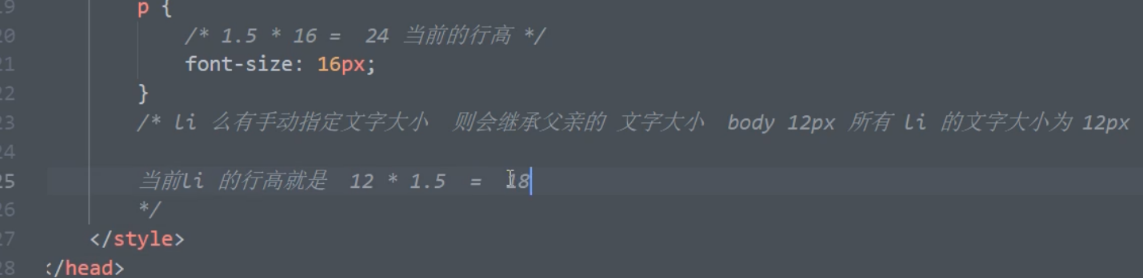 19 p {
20 /* 1.5 * 16 = 24 当前的行高 */
21 font-size: 16px;
22 }
23 /* li 么有手动指定文字大小 则会继承父亲的 文字大小 body 12px 所有 li 的文字大小为 12px
24
25 当前li 的行高就是 12 * 1.5 = 18
26 */
27 </style>
28 </head>